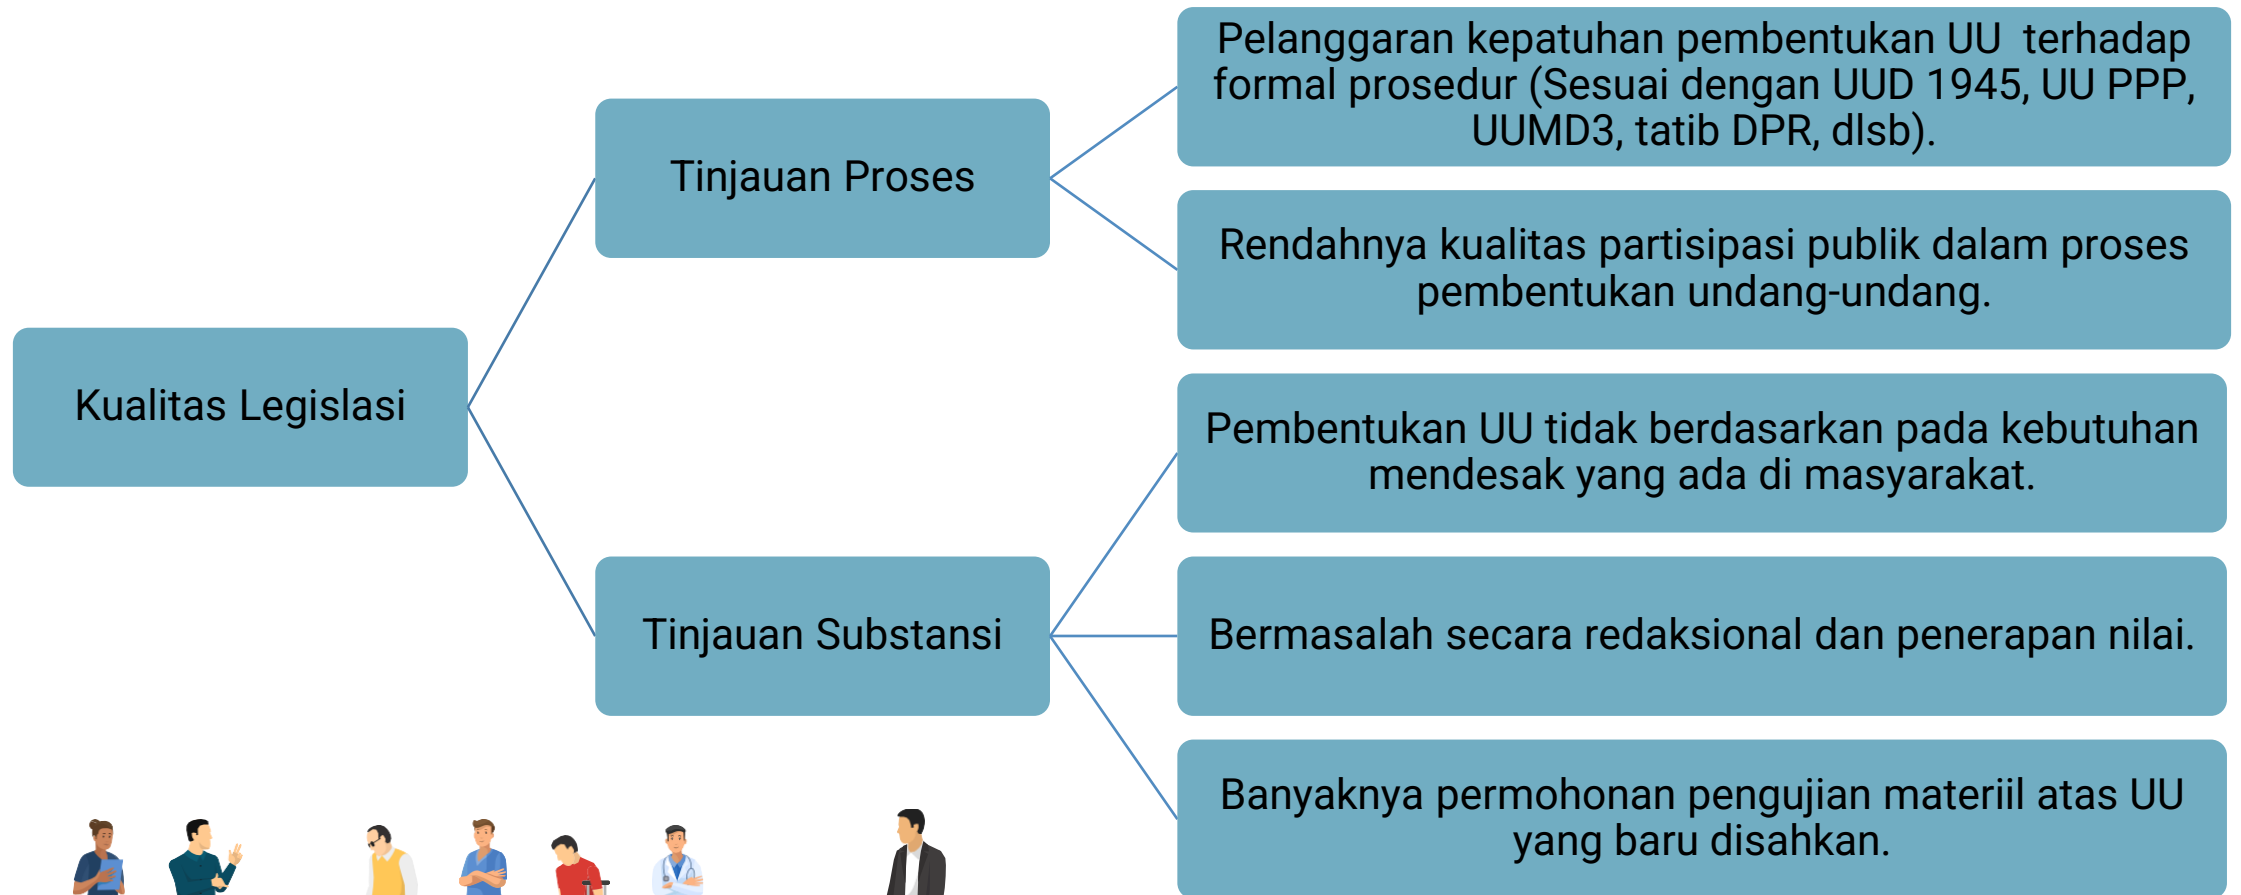 Kualitas Legislasi
Tinjauan Proses
Pelanggaran kepatuhan pembentukan UU terhadap
formal prosedur (Sesuai dengan UUD 1945, UU PPP,
UUMD3, tatib DPR, dlsb).
Rendahnya kualitas partisipasi publik dalam proses
pembentukan undang-undang.
Tinjauan Substansi
Pembentukan UU tidak berdasarkan pada kebutuhan
mendesak yang ada di masyarakat.
Bermasalah secara redaksional dan penerapan nilai.
Banyaknya permohonan pengujian materiil atas UU
yang baru disahkan.